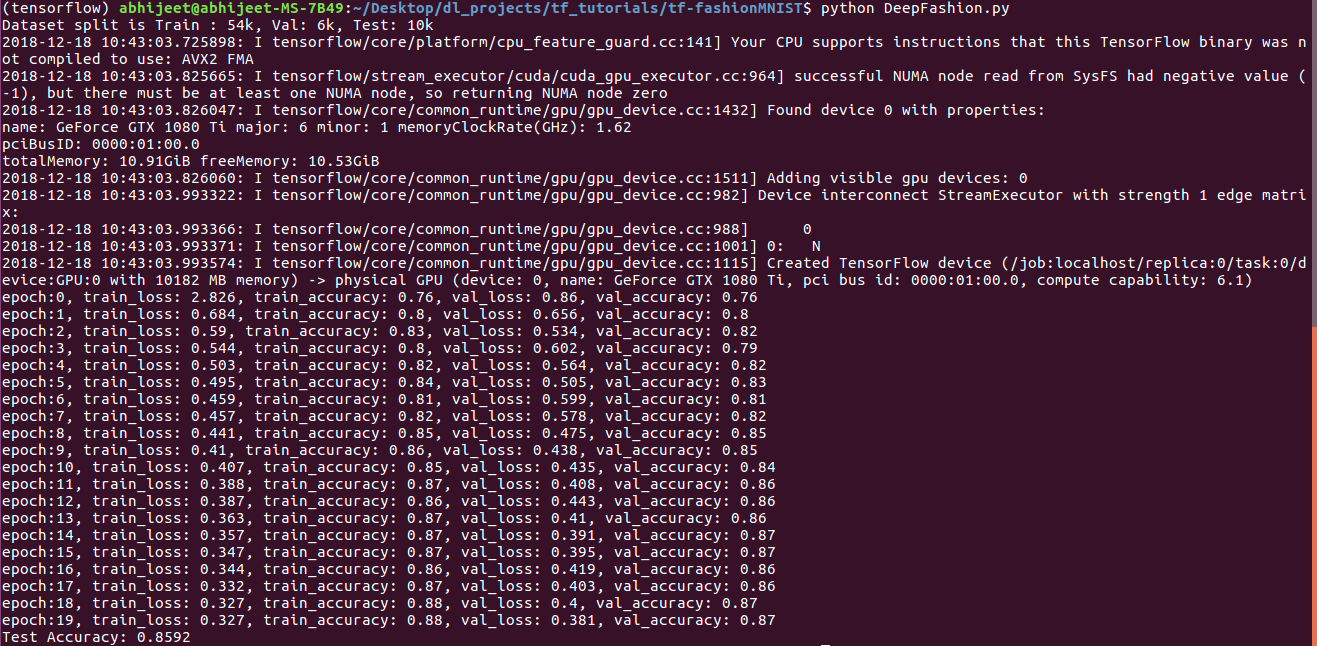 (tensorflow) abhijeet@abhijeet-MS-7B49:~/Desktop/dl_projects/tf_tutorials/tf-fashionMNIST$ python DeepFashion.py
Dataset split is Train : 54k, Val: 6k, Test: 10k
2018-12-18 10:43:03.725898: I tensorflow/core/platform/cpu_feature_guard.cc:141] Your CPU supports instructions that this TensorFlow binary was n
ot compiled to use: AVX2 FMA
2018-12-18 10:43:03.825665: I tensorflow/stream_executor/cuda/cuda_gpu_executor.cc:964] successful NUMA node read from SysFS had negative value (
-1), but there must be at least one NUMA node, so returning NUMA node zero
2018-12-18 10:43:03.826047: I tensorflow/core/common_runtime/gpu/gpu_device.cc:1432] Found device 0 with properties:
name: GeForce GTX 1080 Ti major: 6 minor: 1 memoryClockRate(GHz): 1.62
pciBusID: 0000:01:00.0
totalMemory: 10.91GiB freeMemory: 10.53GiB
2018-12-18 10:43:03.826060: I tensorflow/core/common_runtime/gpu/gpu_device.cc:1511] Adding visible gpu devices: 0
2018-12-18 10:43:03.993322: I tensorflow/core/common_runtime/gpu/gpu_device.cc:982] Device interconnect StreamExecutor with strength 1 edge matri
x:
2018-12-18 10:43:03.993366: I tensorflow/core/common_runtime/gpu/gpu_device.cc:988]      0
2018-12-18 10:43:03.993371: I tensorflow/core/common_runtime/gpu/gpu_device.cc:1001] 0:   N
2018-12-18 10:43:03.993574: I tensorflow/core/common_runtime/gpu/gpu_device.cc:1115] Created TensorFlow device (/job:localhost/replica:0/task:0/d
evice:GPU:0 with 10182 MB memory) -> physical GPU (device: 0, name: GeForce GTX 1080 Ti, pci bus id: 0000:01:00.0, compute capability: 6.1)
epoch:0, train_loss: 2.826, train_accuracy: 0.76, val_loss: 0.86, val_accuracy: 0.76
epoch:1, train_loss: 0.684, train_accuracy: 0.8, val_loss: 0.656, val_accuracy: 0.8
epoch:2, train_loss: 0.59, train_accuracy: 0.83, val_loss: 0.534, val_accuracy: 0.82
epoch:3, train_loss: 0.544, train_accuracy: 0.8, val_loss: 0.602, val_accuracy: 0.79
epoch:4, train_loss: 0.503, train_accuracy: 0.82, val_loss: 0.564, val_accuracy: 0.82
epoch:5, train_loss: 0.495, train_accuracy: 0.84, val_loss: 0.505, val_accuracy: 0.83
epoch:6, train_loss: 0.459, train_accuracy: 0.81, val_loss: 0.599, val_accuracy: 0.81
epoch:7, train_loss: 0.457, train_accuracy: 0.82, val_loss: 0.578, val_accuracy: 0.82
epoch:8, train_loss: 0.441, train_accuracy: 0.85, val_loss: 0.475, val_accuracy: 0.85
epoch:9, train_loss: 0.41, train_accuracy: 0.86, val_loss: 0.438, val_accuracy: 0.85
epoch:10, train_loss: 0.407, train_accuracy: 0.85, val_loss: 0.435, val_accuracy: 0.84
epoch:11, train_loss: 0.388, train_accuracy: 0.87, val_loss: 0.408, val_accuracy: 0.86
epoch:12, train_loss: 0.387, train_accuracy: 0.86, val_loss: 0.443, val_accuracy: 0.86
epoch:13, train_loss: 0.363, train_accuracy: 0.87, val_loss: 0.41, val_accuracy: 0.86
epoch:14, train_loss: 0.357, train_accuracy: 0.87, val_loss: 0.391, val_accuracy: 0.87
epoch:15, train_loss: 0.347, train_accuracy: 0.87, val_loss: 0.395, val_accuracy: 0.87
epoch:16, train_loss: 0.344, train_accuracy: 0.86, val_loss: 0.419, val_accuracy: 0.86
epoch:17, train_loss: 0.332, train_accuracy: 0.87, val_loss: 0.403, val_accuracy: 0.86
epoch:18, train_loss: 0.327, train_accuracy: 0.88, val_loss: 0.4, val_accuracy: 0.87
epoch:19, train_loss: 0.327, train_accuracy: 0.88, val_loss: 0.381, val_accuracy: 0.87
Test Accuracy: 0.8592